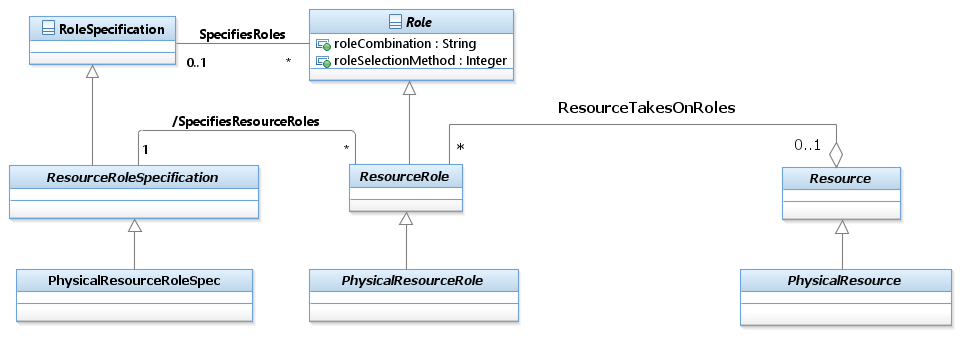 RoleSpecification
SpecifiesRoles
0..1
*
Role
roleCombination : String
roleSelectionMethod : Integer
/SpecifiesResourceRoles
1
*
ResourceTakesOnRoles
*
0..1
ResourceRoleSpecification
ResourceRole
Resource
PhysicalResourceRoleSpec
PhysicalResourceRole
PhysicalResource